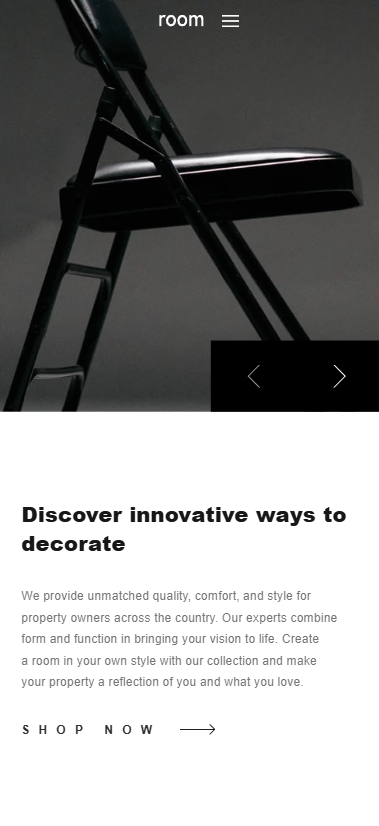 room
Discover innovative ways to
decorate
We provide unmatched quality, comfort, and style for
property owners across the country. Our experts combine
form and function in bringing your vision to life. Create
a room in your own style with our collection and make
your property a reflection of you and what you love.
SHOP NOW